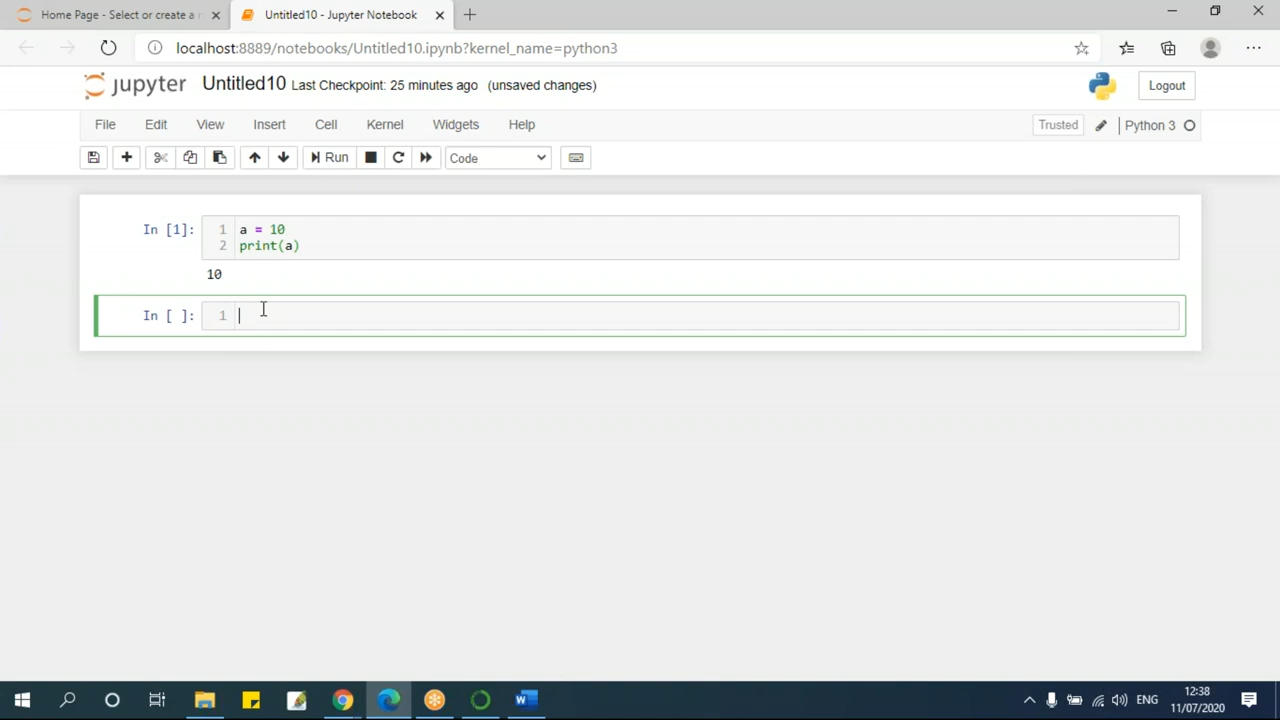 Home Page - Select or create a n
Untitled10 - Jupyter Notebook
localhost:8889/notebooks/Untitled10.ipynb?kernel_name=python3
jupyter Untitled10 Last Checkpoint: 25 minutes ago (unsaved changes)
Logout
File Edit View Insert Cell Kernel Widgets Help
Trusted
Python 3
Run
Code
In [1]:
1 a = 10
2 print(a)
10
In [ ]:
1
ENG
12:38
11/07/2020